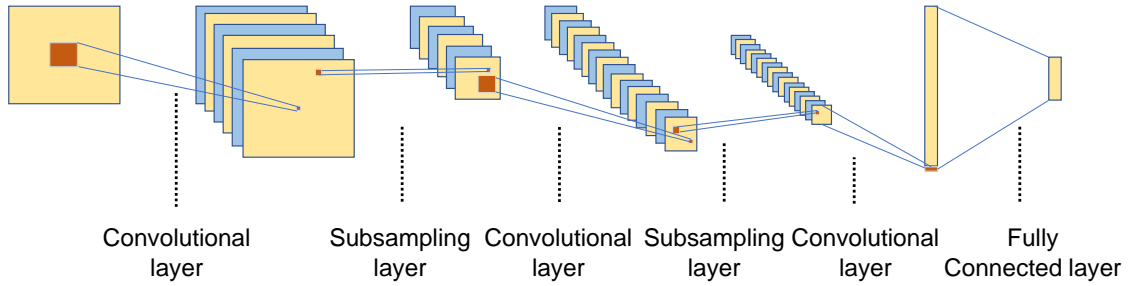 Convolutional
layer
Subsampling
layer
Convolutional
layer
Subsampling
layer
Convolutional
layer
Fully
Connected layer